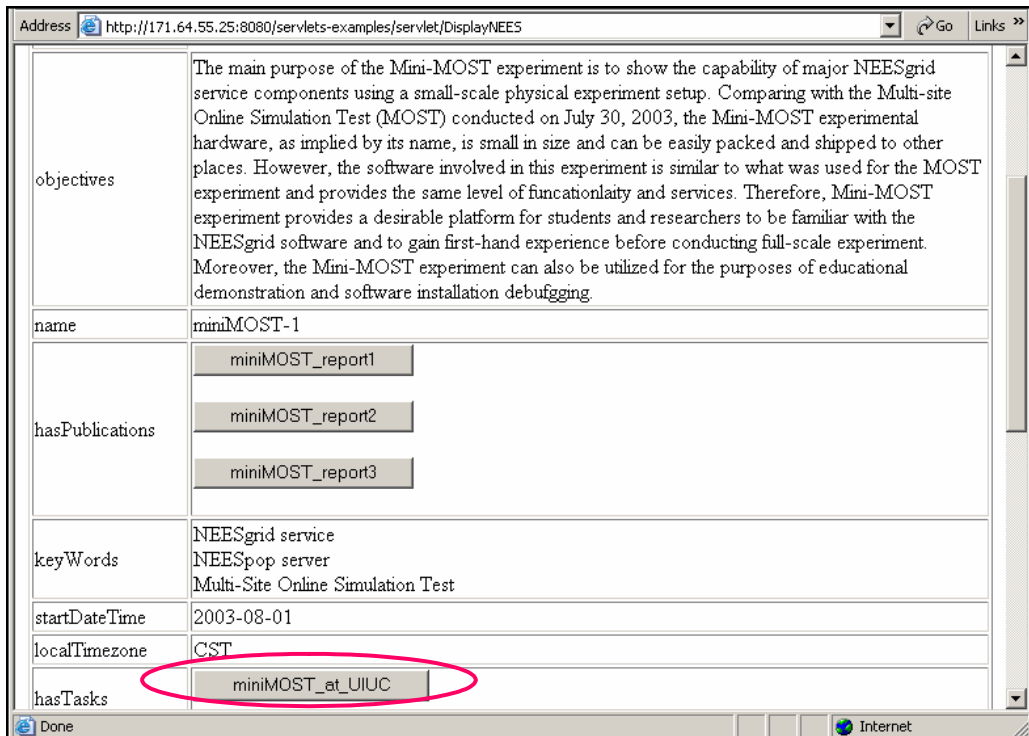 Address http://171.64.55.25:8080/servlets-examples/servlet/DisplayNEES Go Links »
The main purpose of the Mini-MOST experiment is to show the capability of major NEESgrid
service components using a small-scale physical experiment setup. Comparing with the Multi-site
Online Simulation Test (MOST) conducted on July 30, 2003, the Mini-MOST experimental
hardware, as implied by its name, is small in size and can be easily packed and shipped to other
objectives places. However, the software involved in this experiment is similar to what was used for the MOST
experiment and provides the same level of funcationlaity and services. Therefore, Mini-MOST
experiment provides a desirable platform for students and researchers to be familiar with the
NEESgrid software and to gain first-hand experience before conducting full-scale experiment.
Moreover, the Mini-MOST experiment can also be utilized for the purposes of educational
demonstration and software installation debufgging.
name miniMOST-1
miniMOST_report1
hasPublications miniMOST_report2
miniMOST_report3
NEESgrid service
keyWords NEESpop server
Multi-Site Online Simulation Test
startDateTime 2003-08-01
localTimezone CST
hasTasks miniMOST_at_UIUC
Done Internet